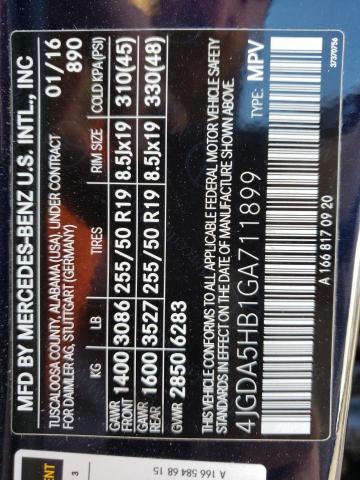 MFD BY MERCEDES-BENZ U.S. INTL., INC
TUSCALOOSA COUNTY, ALABAMA (USA), UNDER CONTRACT
FOR DAIMLER AG, STUTTGART (GERMANY)
01/16
890
KG LB TIRES RIM SIZE COLD KPA(PSI)
GAWR FRONT 1400 3086 255/50 R19 8.5Jx19 310(45)
GAWR REAR 1600 3527 255/50 R19 8.5Jx19 330(48)
GMWR 2850 6283
THIS VEHICLE CONFORMS TO ALL APPLICABLE FEDERAL MOTOR VEHICLE SAFETY
STANDARDS IN EFFECT ON THE DATE OF MANUFACTURE SHOWN ABOVE.
4JGDA5HB1GA711899 TYPE: MPV
A 166 817 09 20
A 166 584 68 15
3